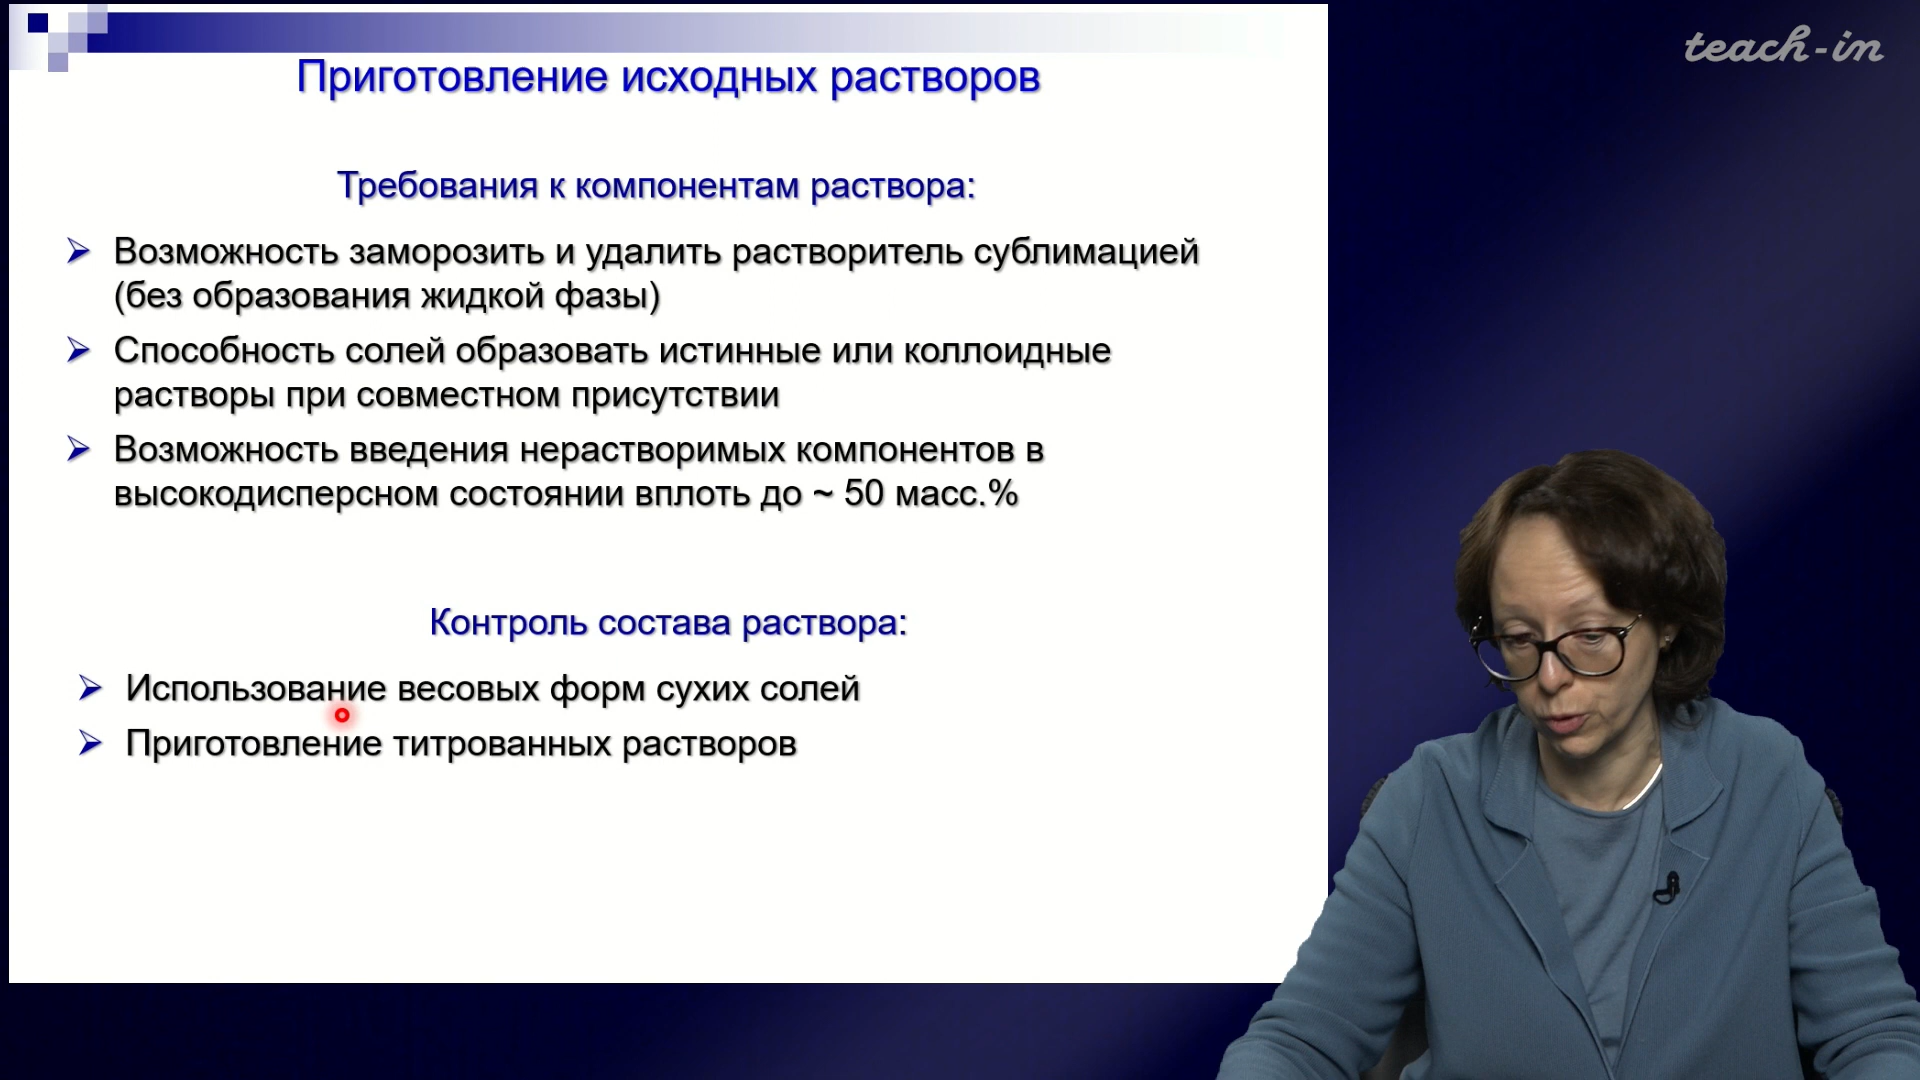 teach-in
Приготовление исходных растворов
Требования к компонентам раствора:
Возможность заморозить и удалить растворитель сублимацией
(без образования жидкой фазы)
Способность солей образовать истинные или коллоидные
растворы при совместном присутствии
Возможность введения нерастворимых компонентов в
высокодисперсном состоянии вплоть до ~ 50 масс.%
Контроль состава раствора:
Использование весовых форм сухих солей
Приготовление титрованных растворов